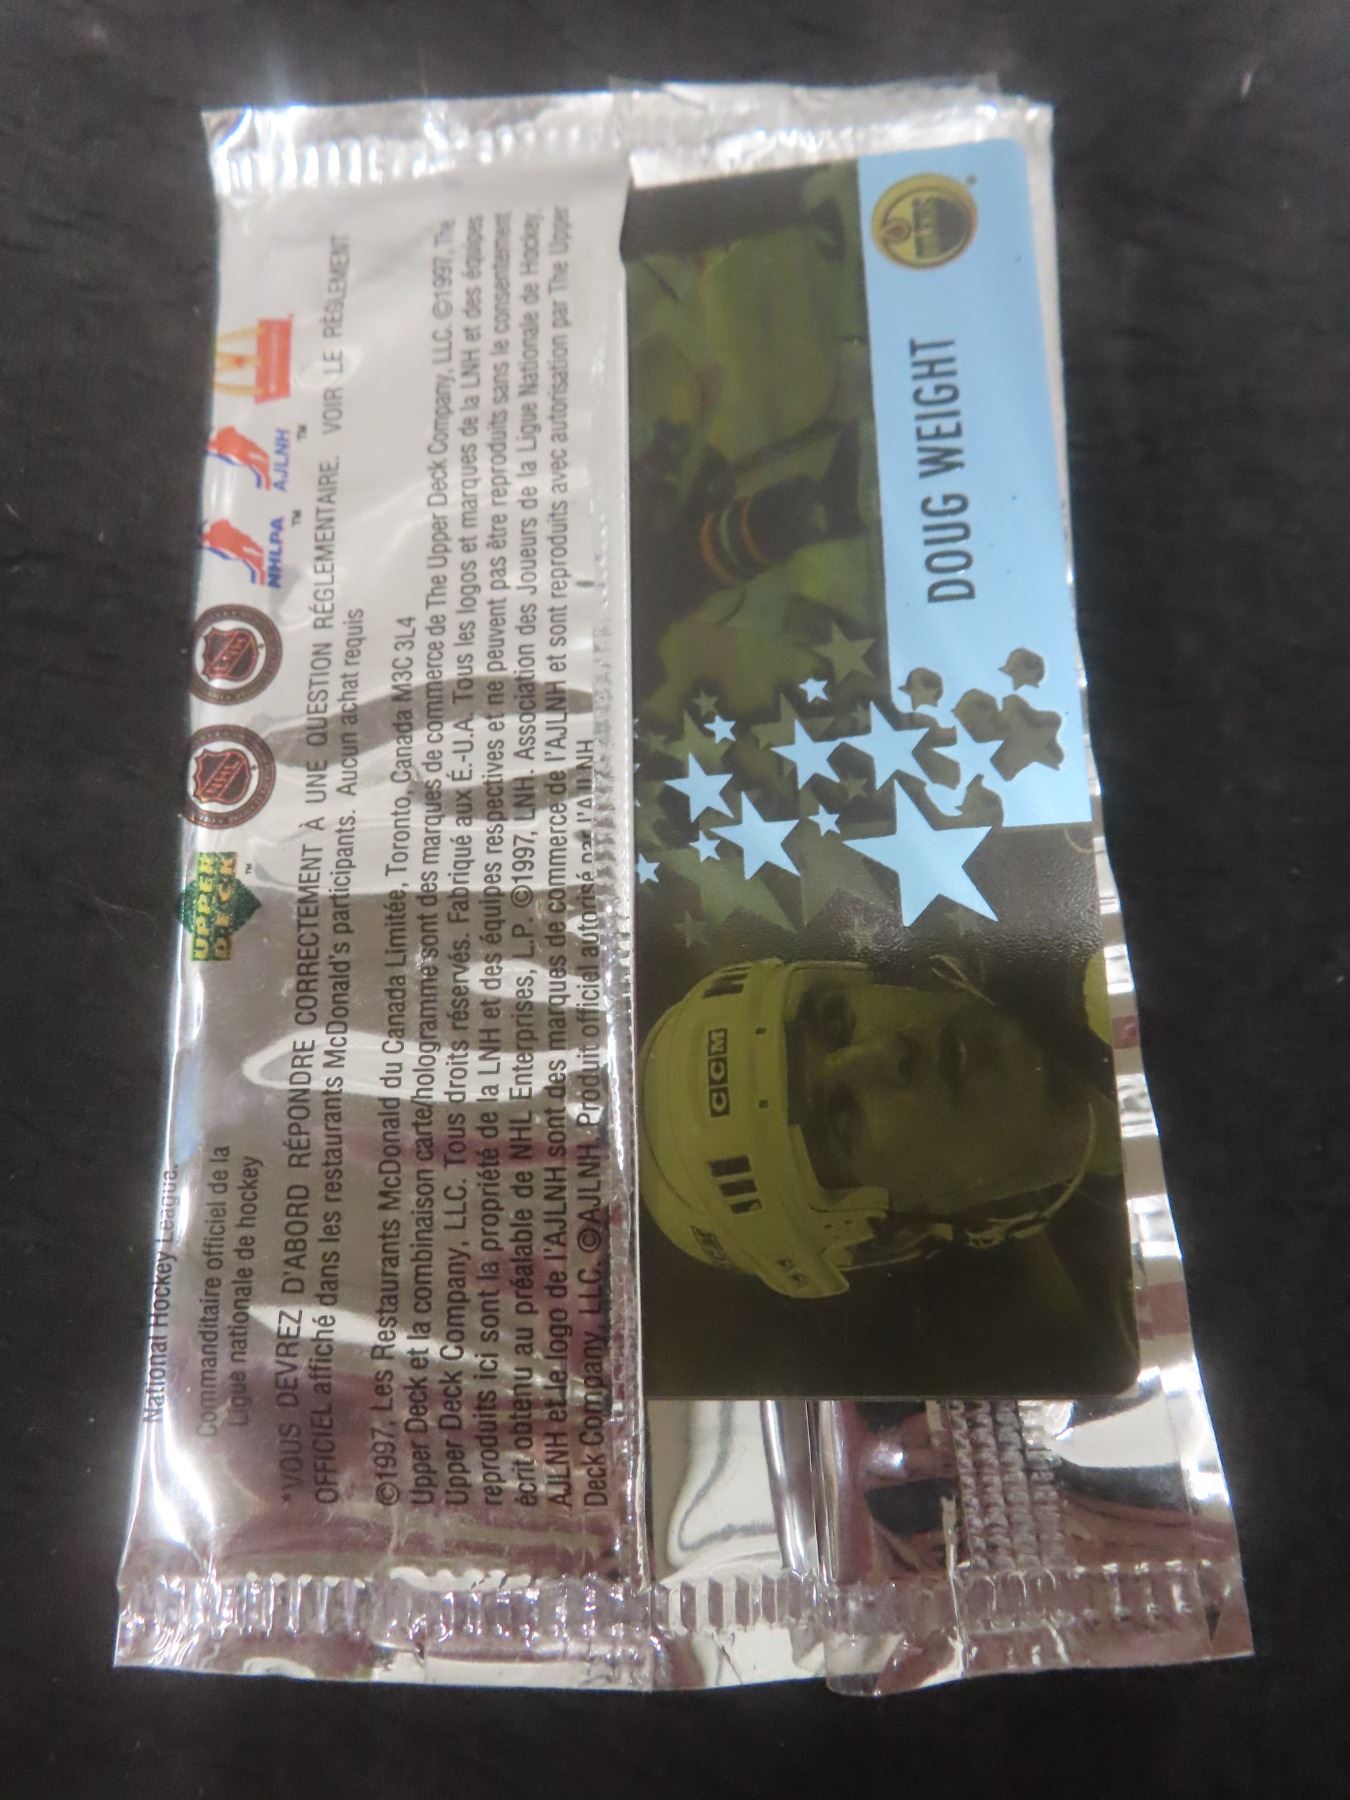 National Hockey League.
Commanditaire officiel de la
Ligue nationale de hockey
UPPER
DECK
™
NHL
LNH
NHLPA
™
AJLNH
™
*VOUS DEVREZ D'ABORD RÉPONDRE CORRECTEMENT À UNE QUESTION RÉGLEMENTAIRE. VOIR LE RÈGLEMENT
OFFICIEL affiché dans les restaurants McDonald's participants. Aucun achat requis
©1997, Les Restaurants McDonald du Canada Limitée, Toronto, Canada M3C 3L4
Upper Deck et la combinaison carte/hologramme sont des marques de commerce de The Upper Deck Company, LLC. ©1997, The
Upper Deck Company, LLC. Tous droits réservés. Fabriqué aux É.-U.A. Tous les logos et marques de la LNH et des équipes
reproduits ici sont la propriété de la LNH et des équipes respectives et ne peuvent pas être reproduits sans le consentement
écrit obtenu au préalable de NHL Enterprises, L.P. ©1997, LNH. Association des Joueurs de la Ligue Nationale de Hockey,
AJLNH et le logo de l'AJLNH sont des marques de commerce de l'AJLNH et sont reproduits avec autorisation par The Upper
Deck Company, LLC. ©AJLNH. Produit officiel autorisé par l'AJLNH
CCM
DOUG WEIGHT
OILERS